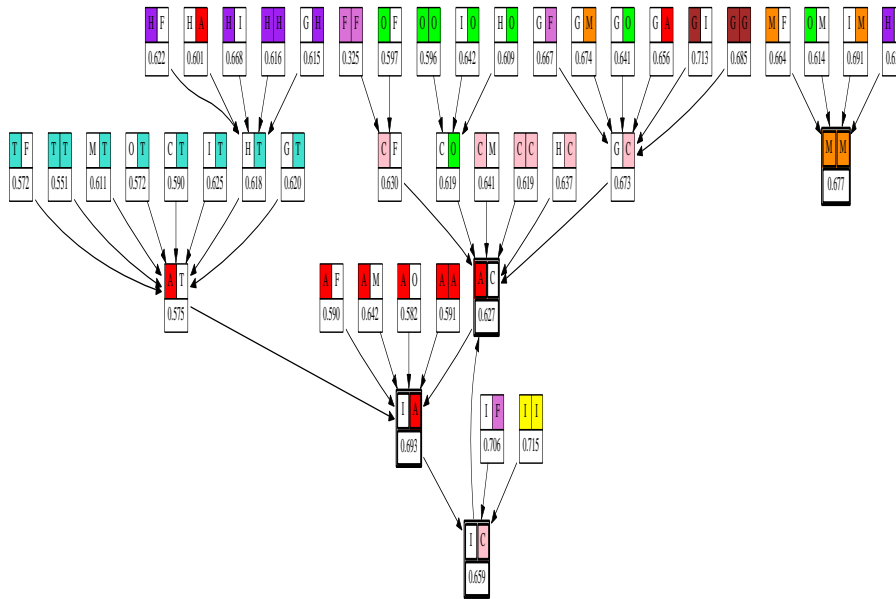 H F H A H I H H G H F F O F O O I O H O G F G M G O G A G I G G M F O M I M H
0.622 0.601 0.668 0.616 0.615 0.325 0.597 0.596 0.642 0.609 0.667 0.674 0.641 0.656 0.713 0.685 0.664 0.614 0.691
T F T T M T O T C T I T H T G T C F C O C M C C H C G C M M
0.572 0.551 0.611 0.572 0.590 0.625 0.618 0.620 0.630 0.619 0.641 0.619 0.637 0.673 0.677
A T A F A M A O A A A C
0.575 0.590 0.642 0.582 0.591 0.627
I A I F I I
0.693 0.706 0.715
I C
0.659